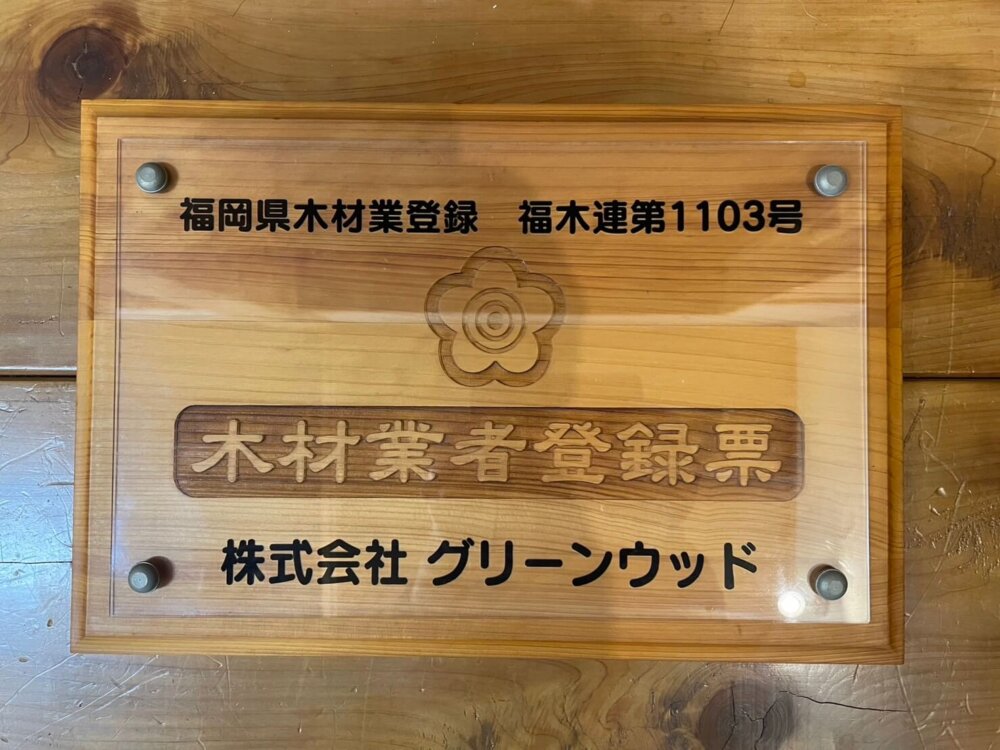 福岡県木材業登録　福木連第1103号
木材業者登録票
株式会社 グリーンウッド